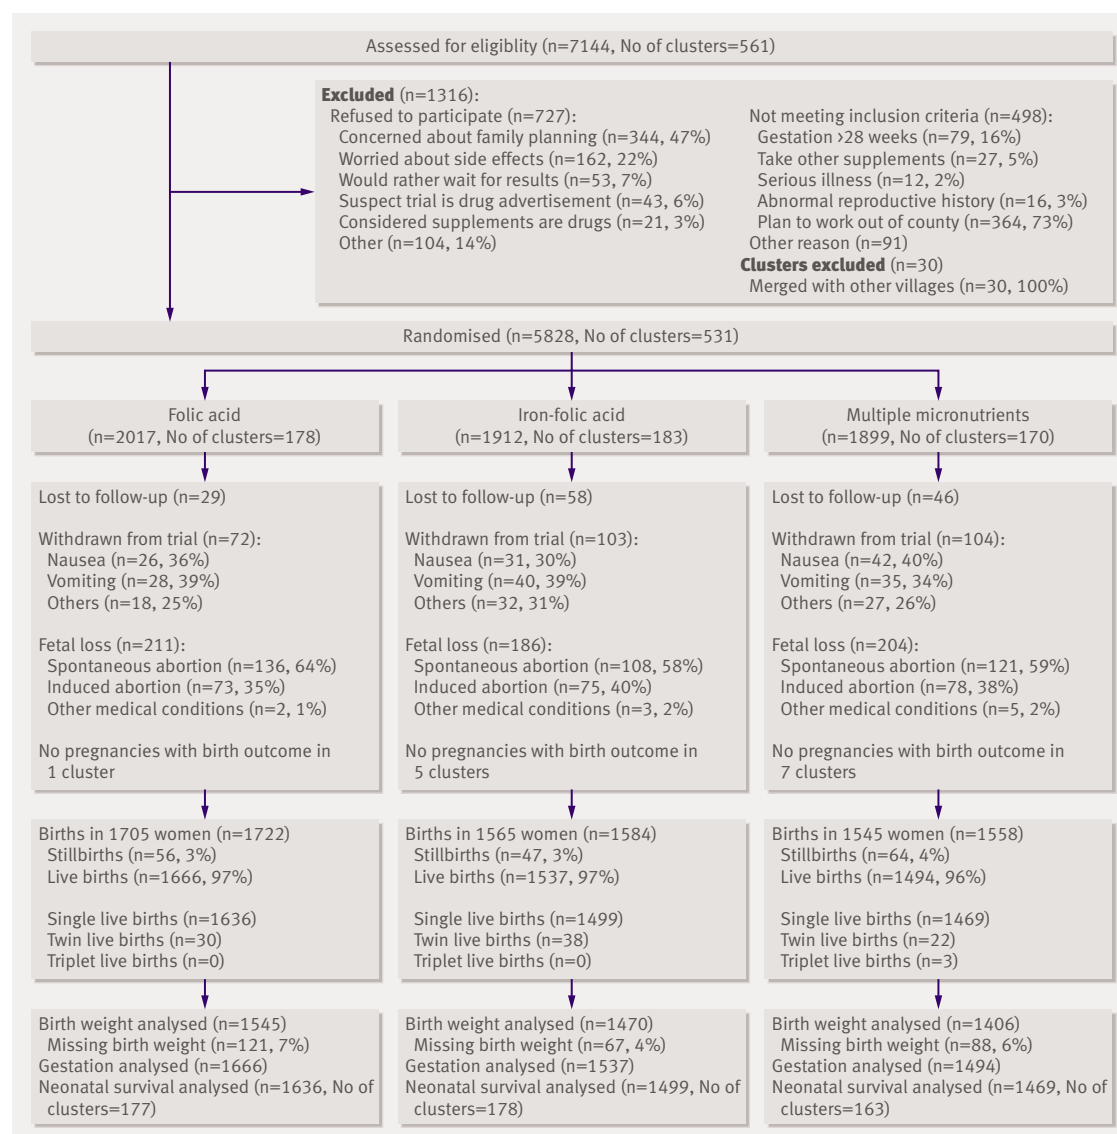 Assessed for eligiblity (n=7144, No of clusters=561)
Excluded (n=1316):
Refused to participate (n=727):
Concerned about family planning (n=344, 47%)
Worried about side effects (n=162, 22%)
Would rather wait for results (n=53, 7%)
Suspect trial is drug advertisement (n=43, 6%)
Considered supplements are drugs (n=21, 3%)
Other (n=104, 14%)
Not meeting inclusion criteria (n=498):
Gestation >28 weeks (n=79, 16%)
Take other supplements (n=27, 5%)
Serious illness (n=12, 2%)
Abnormal reproductive history (n=16, 3%)
Plan to work out of county (n=364, 73%)
Other reason (n=91)
Clusters excluded (n=30)
Merged with other villages (n=30, 100%)
Randomised (n=5828, No of clusters=531)
Folic acid
(n=2017, No of clusters=178)
Lost to follow-up (n=29)
Withdrawn from trial (n=72):
Nausea (n=26, 36%)
Vomiting (n=28, 39%)
Others (n=18, 25%)
Fetal loss (n=211):
Spontaneous abortion (n=136, 64%)
Induced abortion (n=73, 35%)
Other medical conditions (n=2, 1%)
No pregnancies with birth outcome in
1 cluster
Births in 1705 women (n=1722)
Stillbirths (n=56, 3%)
Live births (n=1666, 97%)
Single live births (n=1636)
Twin live births (n=30)
Triplet live births (n=0)
Birth weight analysed (n=1545)
Missing birth weight (n=121, 7%)
Gestation analysed (n=1666)
Neonatal survival analysed (n=1636, No of
clusters=177)
Iron-folic acid
(n=1912, No of clusters=183)
Lost to follow-up (n=58)
Withdrawn from trial (n=103):
Nausea (n=31, 30%)
Vomiting (n=40, 39%)
Others (n=32, 31%)
Fetal loss (n=186):
Spontaneous abortion (n=108, 58%)
Induced abortion (n=75, 40%)
Other medical conditions (n=3, 2%)
No pregnancies with birth outcome in
5 clusters
Births in 1565 women (n=1584)
Stillbirths (n=47, 3%)
Live births (n=1537, 97%)
Single live births (n=1499)
Twin live births (n=38)
Triplet live births (n=0)
Birth weight analysed (n=1470)
Missing birth weight (n=67, 4%)
Gestation analysed (n=1537)
Neonatal survival analysed (n=1499, No of
clusters=178)
Multiple micronutrients
(n=1899, No of clusters=170)
Lost to follow-up (n=46)
Withdrawn from trial (n=104):
Nausea (n=42, 40%)
Vomiting (n=35, 34%)
Others (n=27, 26%)
Fetal loss (n=204):
Spontaneous abortion (n=121, 59%)
Induced abortion (n=78, 38%)
Other medical conditions (n=5, 2%)
No pregnancies with birth outcome in
7 clusters
Births in 1545 women (n=1558)
Stillbirths (n=64, 4%)
Live births (n=1494, 96%)
Single live births (n=1469)
Twin live births (n=22)
Triplet live births (n=3)
Birth weight analysed (n=1406)
Missing birth weight (n=88, 6%)
Gestation analysed (n=1494)
Neonatal survival analysed (n=1469, No of
clusters=163)